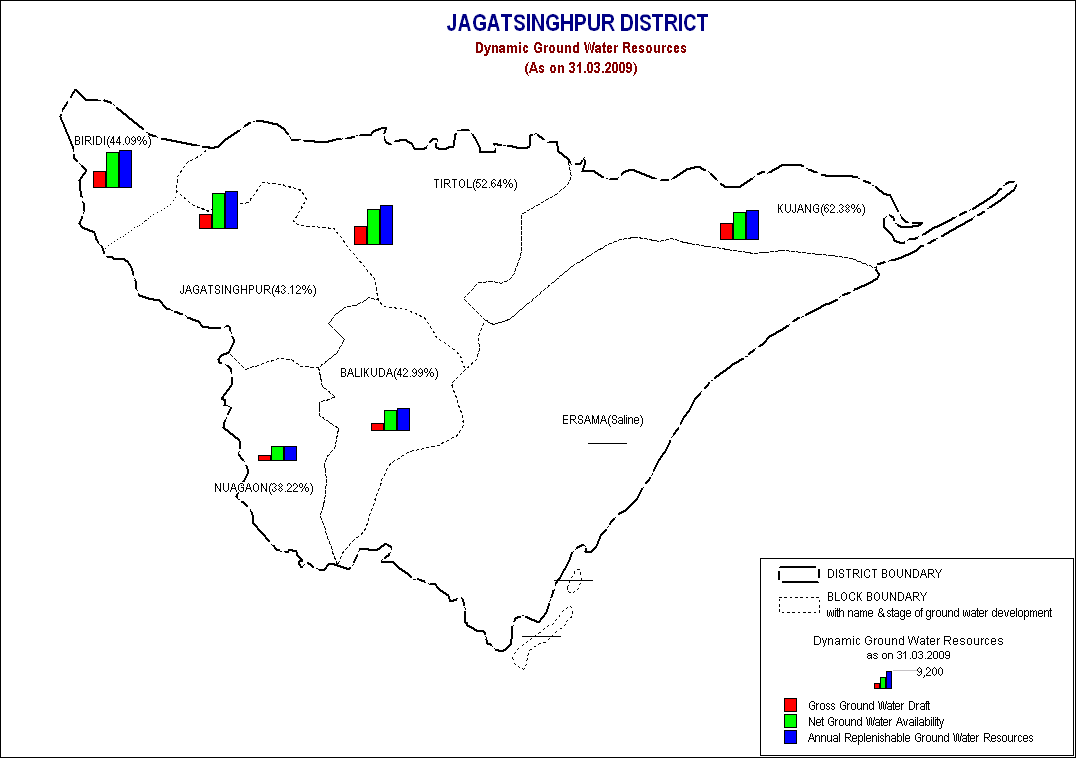 JAGATSINGHPUR DISTRICT
Dynamic Ground Water Resources
(As on 31.03.2009)
BIRIDI(44.09%)
TIRTOL(52.64%)
KUJANG(62.38%)
JAGATSINGHPUR(43.12%)
BALIKUDA(42.99%)
ERSAMA(Saline)
NUAGAON(38.22%)
DISTRICT BOUNDARY
BLOCK BOUNDARY
with name & stage of ground water development
Dynamic Ground Water Resources
as on 31.03.2009
9,200
Gross Ground Water Draft
Net Ground Water Availability
Annual Replenishable Ground Water Resources